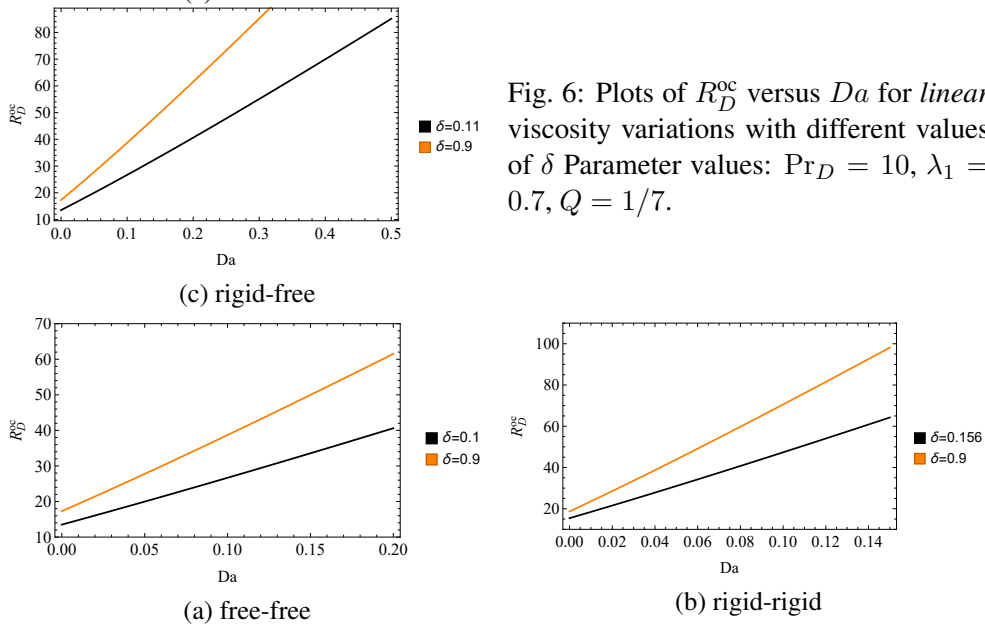 80
70
60
50
40
30
20
10
R_D^oc
0.0 0.1 0.2 0.3 0.4 0.5
Da
δ=0.11
δ=0.9
(c) rigid-free
Fig. 6: Plots of R_D^oc versus Da for linear
viscosity variations with different values
of δ Parameter values: Pr_D = 10, λ_1 =
0.7, Q = 1/7.
70
60
50
40
30
20
10
R_D^oc
0.00 0.05 0.10 0.15 0.20
Da
δ=0.1
δ=0.9
(a) free-free
100
80
60
40
20
R_D^oc
0.00 0.02 0.04 0.06 0.08 0.10 0.12 0.14
Da
δ=0.156
δ=0.9
(b) rigid-rigid